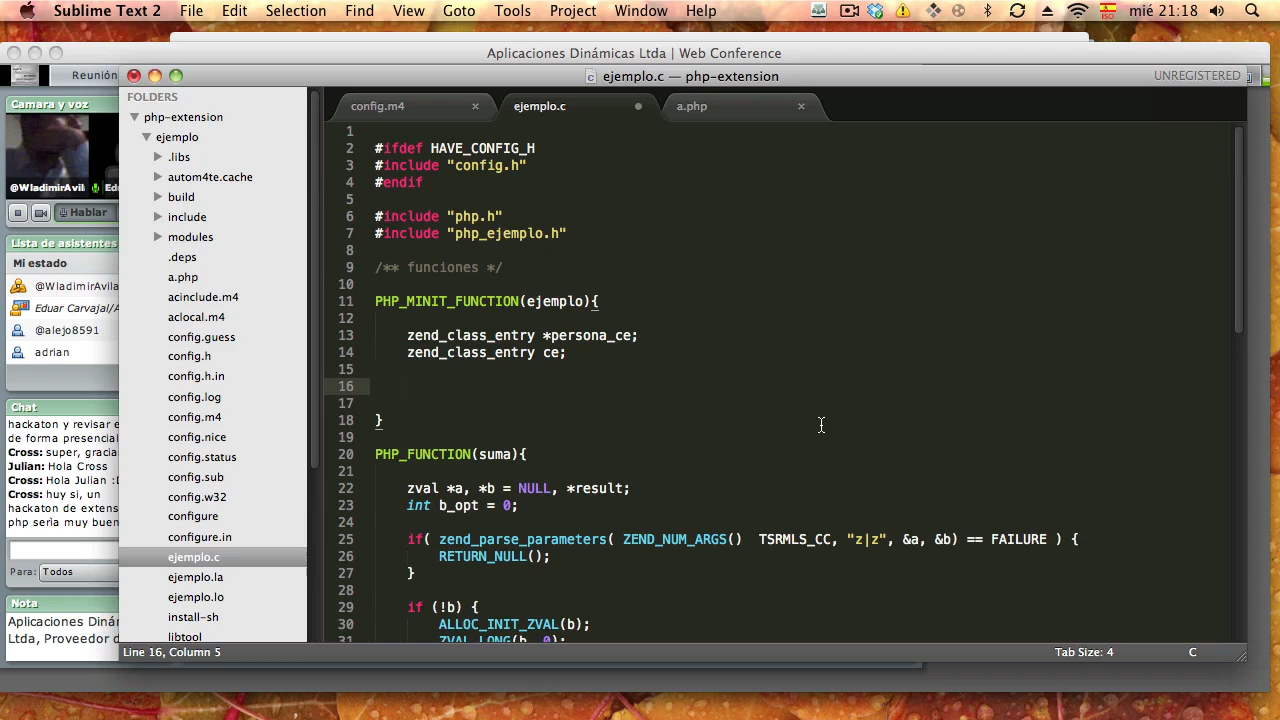 Sublime Text 2 File Edit Selection Find View Goto Tools Project Window Help ISO mié 21:18
Aplicaciones Dinámicas Ltda | Web Conference
Reunión
ejemplo.c — php-extension
UNREGISTERED
Camara y voz
@WladimirAvil
Edu
Hablar
Lista de asistentes
Mi estado
@WladimirAvila
Eduar Carvajal/A
@alejo8591
adrian
Chat
hackaton y revisar e
de forma presencial
Cross: super, gracia
Julian: Hola Cross
Cross: Hola Julian :D
Cross: huy si, un
hackaton de extens
php serìa muy buen
Para: Todos
Nota
Aplicaciones Dinám
Ltda, Proveedor de
FOLDERS
php-extension
ejemplo
.libs
autom4te.cache
build
include
modules
.deps
a.php
acinclude.m4
aclocal.m4
config.guess
config.h
config.h.in
config.log
config.m4
config.nice
config.status
config.sub
config.w32
configure
configure.in
ejemplo.c
ejemplo.la
ejemplo.lo
install-sh
libtool
config.m4 ejemplo.c a.php
1
2 #ifdef HAVE_CONFIG_H
3 #include "config.h"
4 #endif
5
6 #include "php.h"
7 #include "php_ejemplo.h"
8
9 /** funciones */
10
11 PHP_MINIT_FUNCTION(ejemplo){
12
13 zend_class_entry *persona_ce;
14 zend_class_entry ce;
15
16
17
18 }
19
20 PHP_FUNCTION(suma){
21
22 zval *a, *b = NULL, *result;
23 int b_opt = 0;
24
25 if( zend_parse_parameters( ZEND_NUM_ARGS() TSRMLS_CC, "z|z", &a, &b) == FAILURE ) {
26 RETURN_NULL();
27 }
28
29 if (!b) {
30 ALLOC_INIT_ZVAL(b);
31 ZVAL_LONG(b, 0);
Line 16, Column 5
Tab Size: 4
C